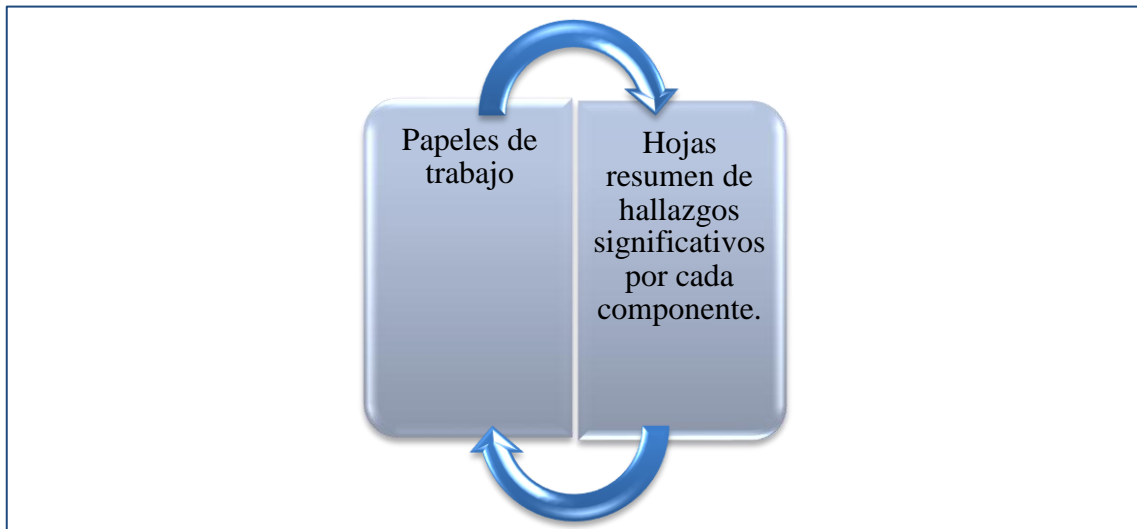 Papeles de
trabajo
Hojas
resumen de
hallazgos
significativos
por cada
componente.